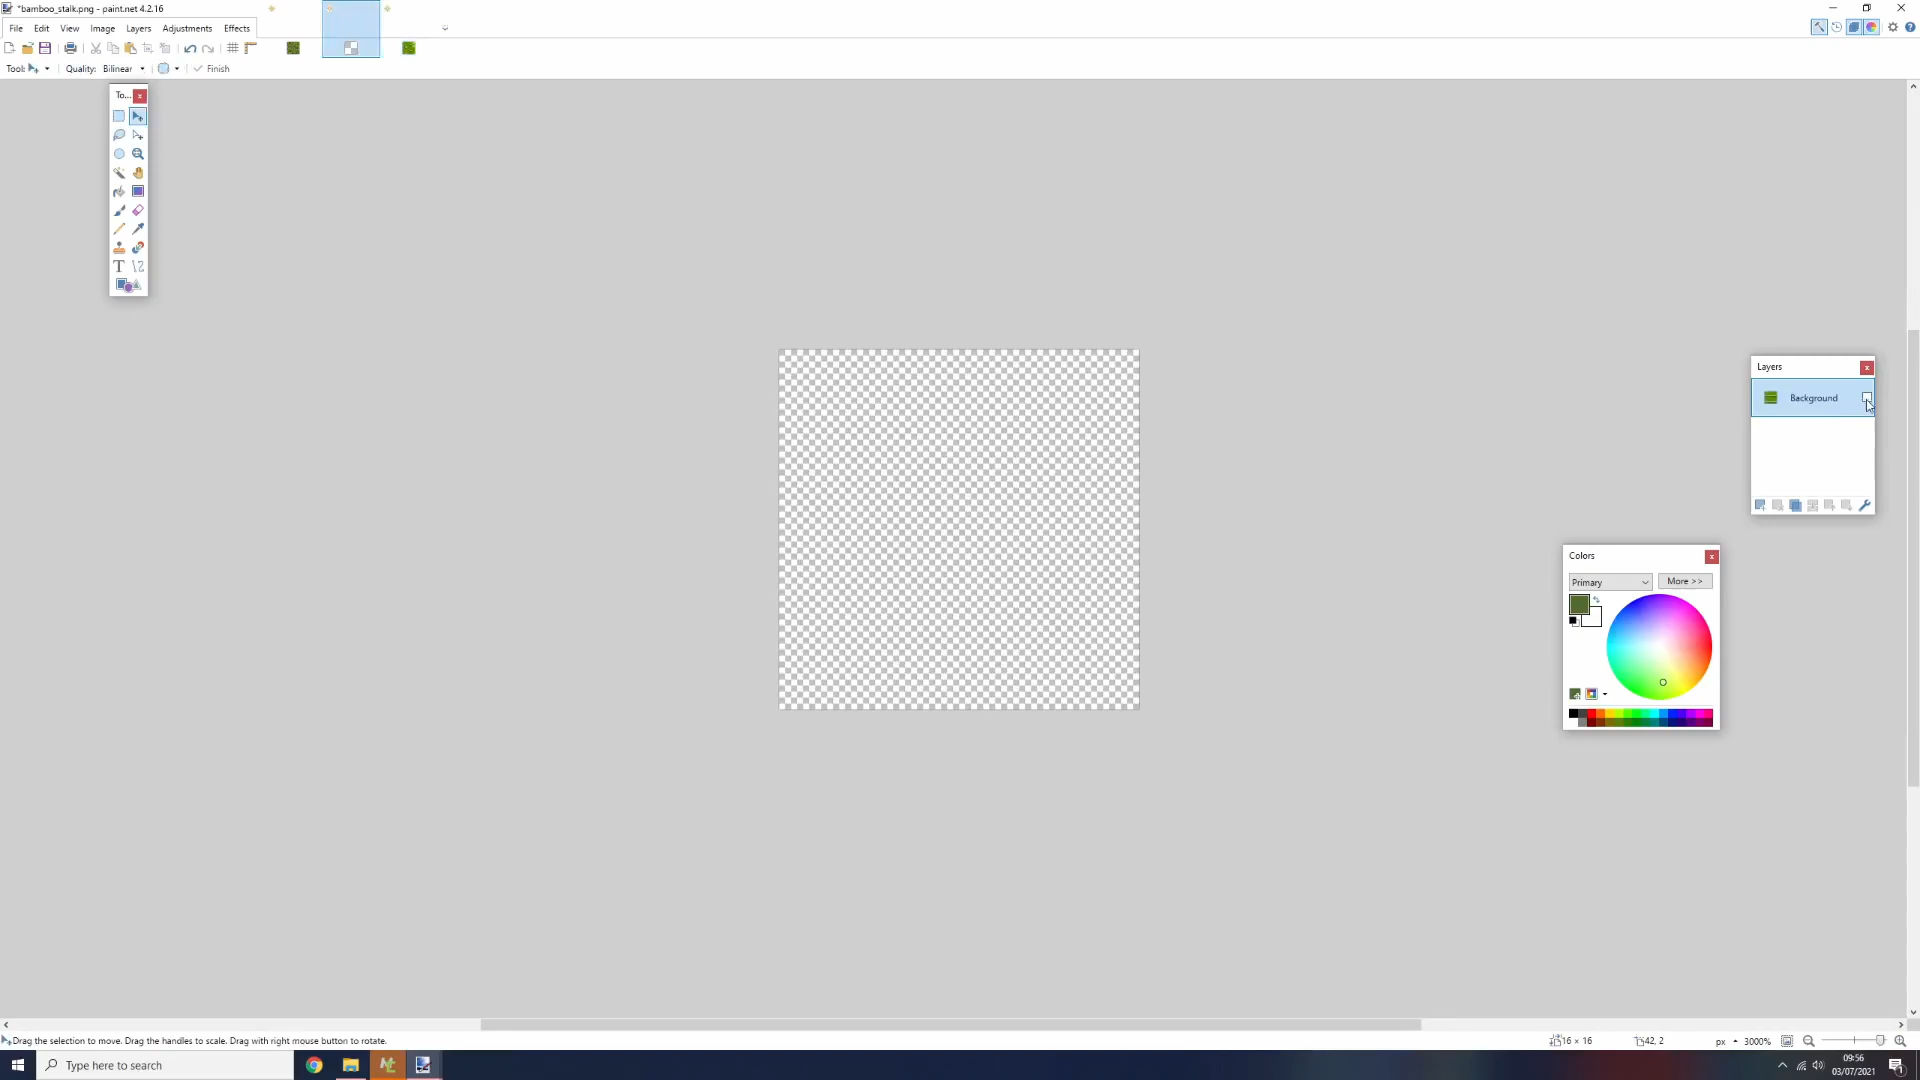 *bamboo_stalk.png - paint.net 4.2.16
File Edit View Image Layers Adjustments Effects
Tool: Quality: Bilinear Finish
To...
T
Layers
Background
Colors
Primary More >>
Drag the selection to move. Drag the handles to scale. Drag with right mouse button to rotate.
16 × 16 42, 2 px 3000%
Type here to search
09:56
03/07/2021